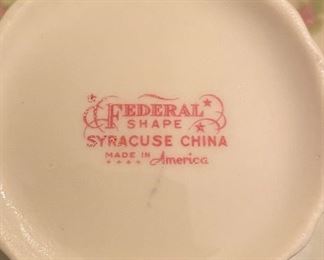 FEDERAL
SHAPE
SYRACUSE CHINA
MADE IN America